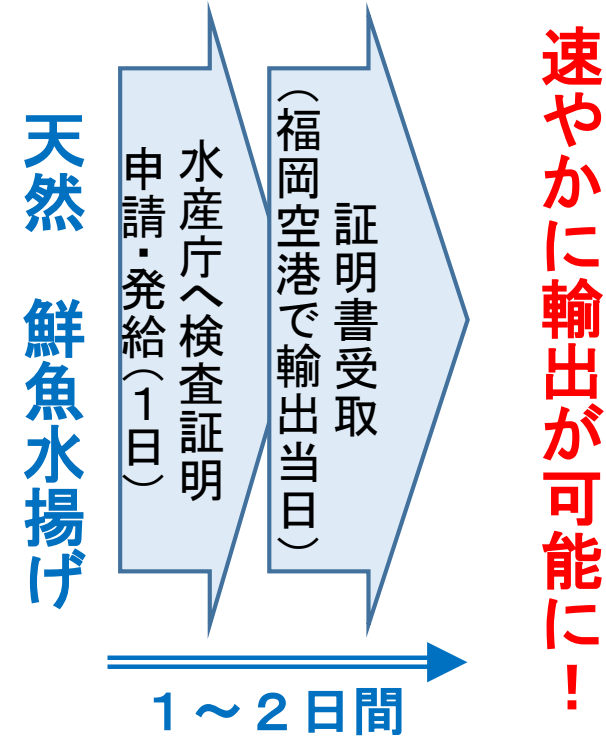 天然　鮮魚水揚げ
水産庁へ検査証明
申請・発給（１日）
証明書受取
（福岡空港で輸出当日）
速やかに輸出が可能に！
１～２日間